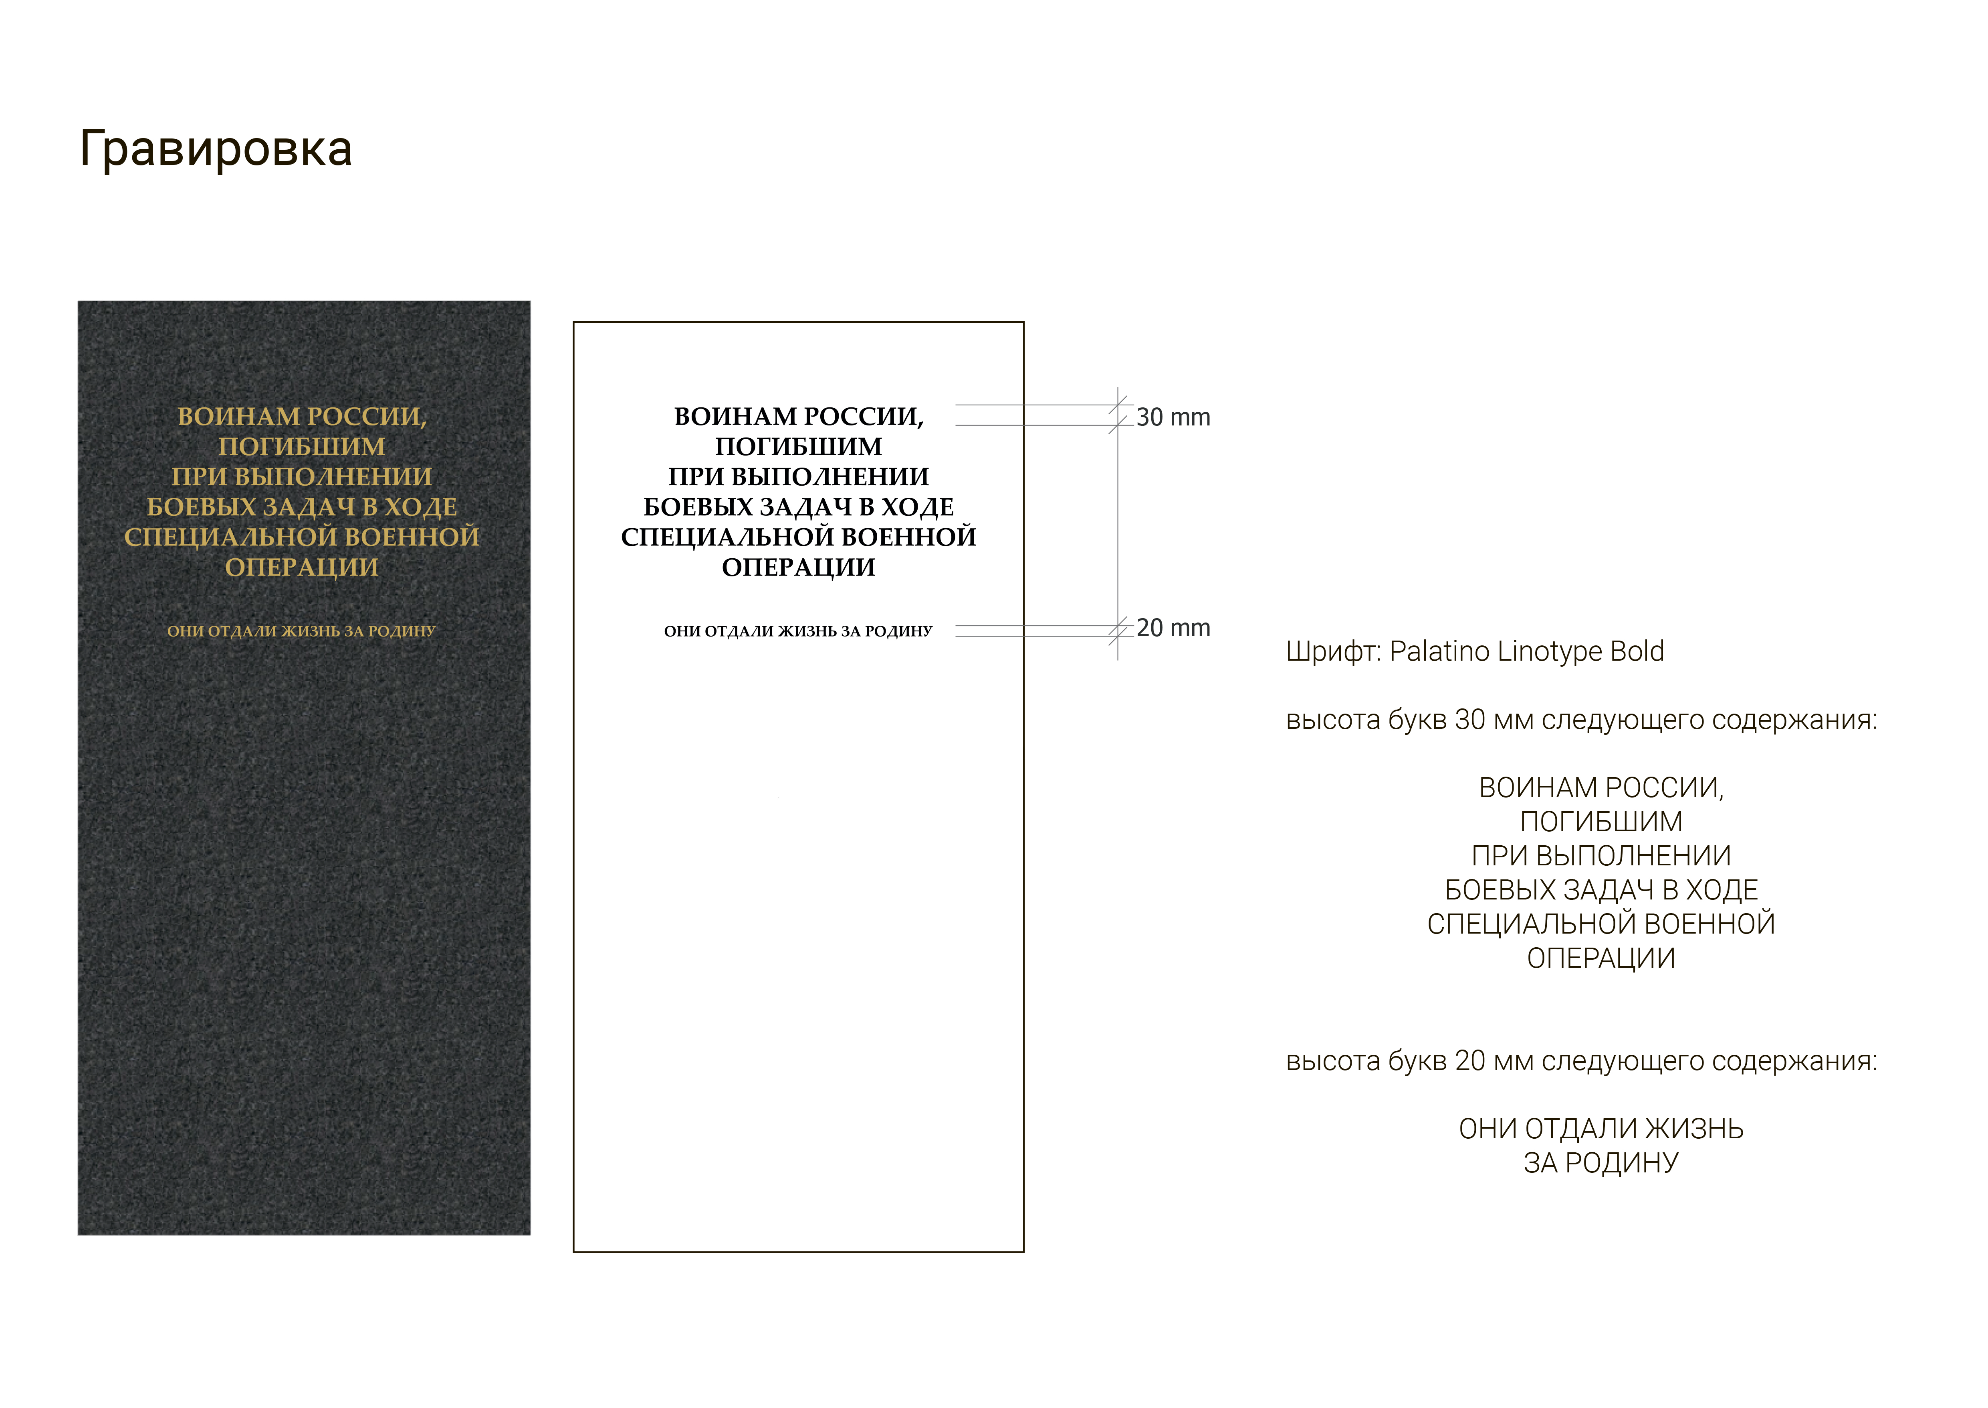 Гравировка
ВОИНАМ РОССИИ,
ПОГИБШИМ
ПРИ ВЫПОЛНЕНИИ
БОЕВЫХ ЗАДАЧ В ХОДЕ
СПЕЦИАЛЬНОЙ ВОЕННОЙ
ОПЕРАЦИИ
ОНИ ОТДАЛИ ЖИЗНЬ ЗА РОДИНУ
ВОИНАМ РОССИИ,
ПОГИБШИМ
ПРИ ВЫПОЛНЕНИИ
БОЕВЫХ ЗАДАЧ В ХОДЕ
СПЕЦИАЛЬНОЙ ВОЕННОЙ
ОПЕРАЦИИ
ОНИ ОТДАЛИ ЖИЗНЬ ЗА РОДИНУ
30 mm
20 mm
Шрифт: Palatino Linotype Bold
высота букв 30 мм следующего содержания:
ВОИНАМ РОССИИ,
ПОГИБШИМ
ПРИ ВЫПОЛНЕНИИ
БОЕВЫХ ЗАДАЧ В ХОДЕ
СПЕЦИАЛЬНОЙ ВОЕННОЙ
ОПЕРАЦИИ
высота букв 20 мм следующего содержания:
ОНИ ОТДАЛИ ЖИЗНЬ
ЗА РОДИНУ